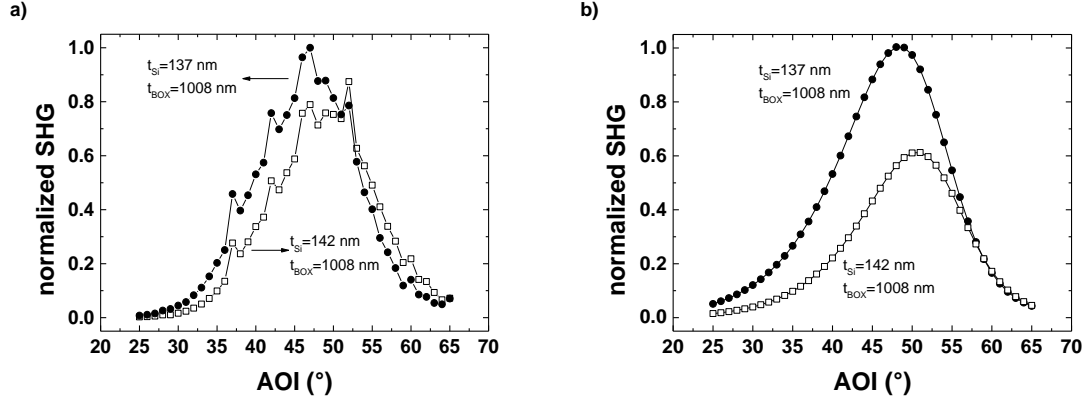 a)
normalized SHG
1.0
0.8
0.6
0.4
0.2
0.0
t_Si=137 nm
t_BOX=1008 nm
t_Si=142 nm
t_BOX=1008 nm
20 25 30 35 40 45 50 55 60 65 70
AOI (°)
b)
normalized SHG
1.0
0.8
0.6
0.4
0.2
0.0
t_Si=137 nm
t_BOX=1008 nm
t_Si=142 nm
t_BOX=1008 nm
20 25 30 35 40 45 50 55 60 65 70
AOI (°)